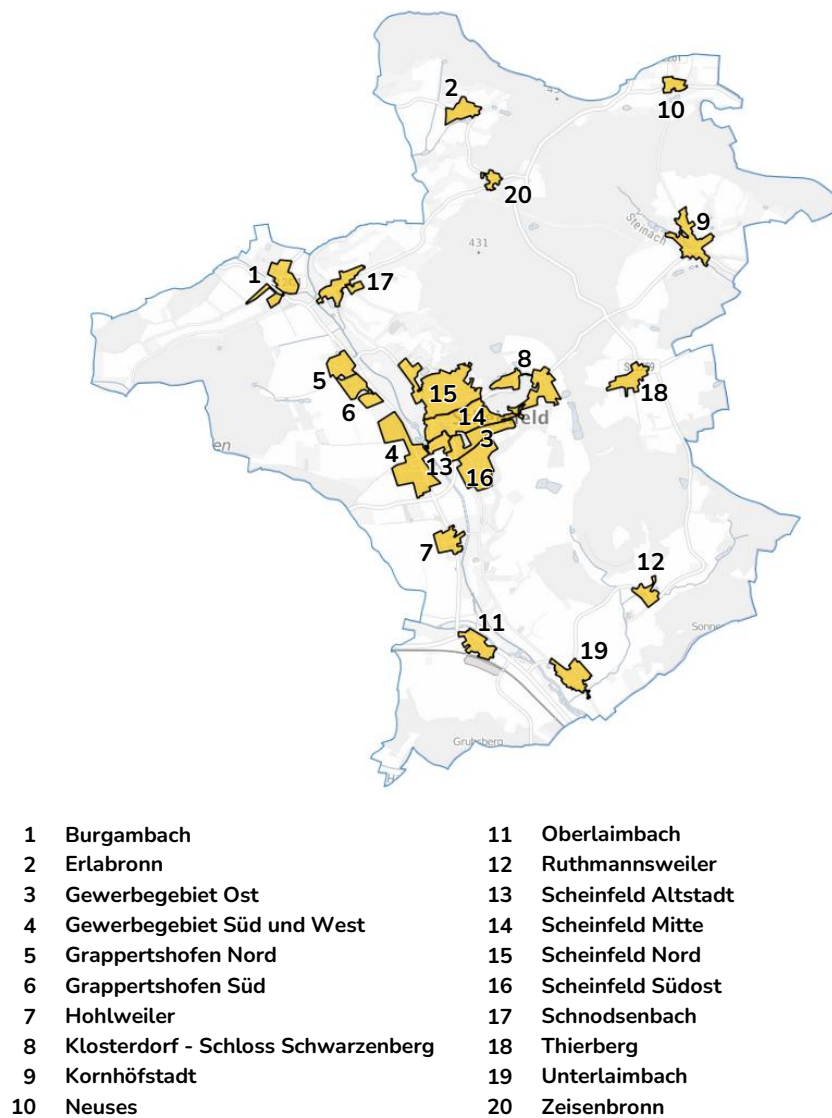 2
10
20
9
Steinach
431
1
17
5
6
8
15
14
18
4
13
3
16
7
12
11
19
1 Burgambach
2 Erlabronn
3 Gewerbegebiet Ost
4 Gewerbegebiet Süd und West
5 Grappertshofen Nord
6 Grappertshofen Süd
7 Hohlweiler
8 Klosterdorf - Schloss Schwarzenberg
9 Kornhöfstadt
10 Neuses
11 Oberlaimbach
12 Ruthmannsweiler
13 Scheinfeld Altstadt
14 Scheinfeld Mitte
15 Scheinfeld Nord
16 Scheinfeld Südost
17 Schnodsenbach
18 Thierberg
19 Unterlaimbach
20 Zeisenbronn